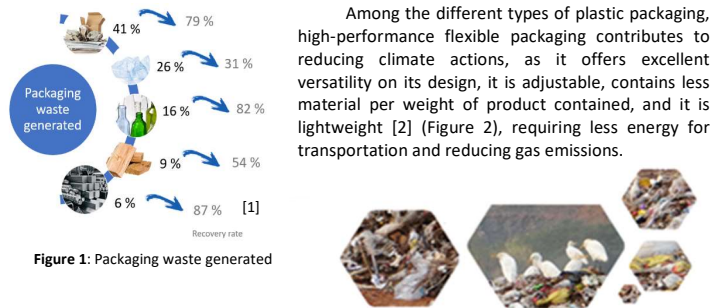 41 %
79 %
26 %
31 %
Packaging
waste
generated
16 %
82 %
9 %
54 %
6 %
87 %
[1]
Recovery rate
Figure 1: Packaging waste generated
Among the different types of plastic packaging,
high-performance flexible packaging contributes to
reducing climate actions, as it offers excellent
versatility on its design, it is adjustable, contains less
material per weight of product contained, and it is
lightweight [2] (Figure 2), requiring less energy for
transportation and reducing gas emissions.